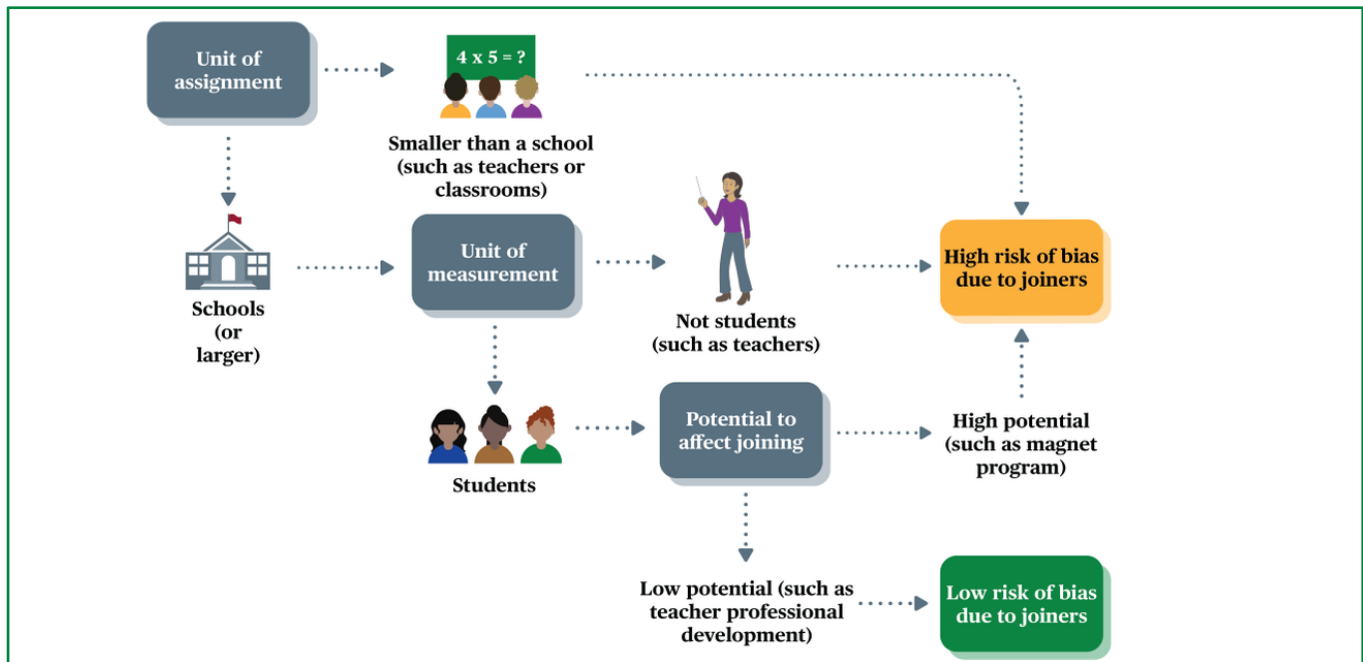 Unit of
assignment
4 x 5 = ?
Smaller than a school
(such as teachers or
classrooms)
Schools
(or
larger)
Unit of
measurement
Not students
(such as teachers)
High risk of bias
due to joiners
Students
Potential to
affect joining
High potential
(such as magnet
program)
Low potential (such as
teacher professional
development)
Low risk of bias
due to joiners